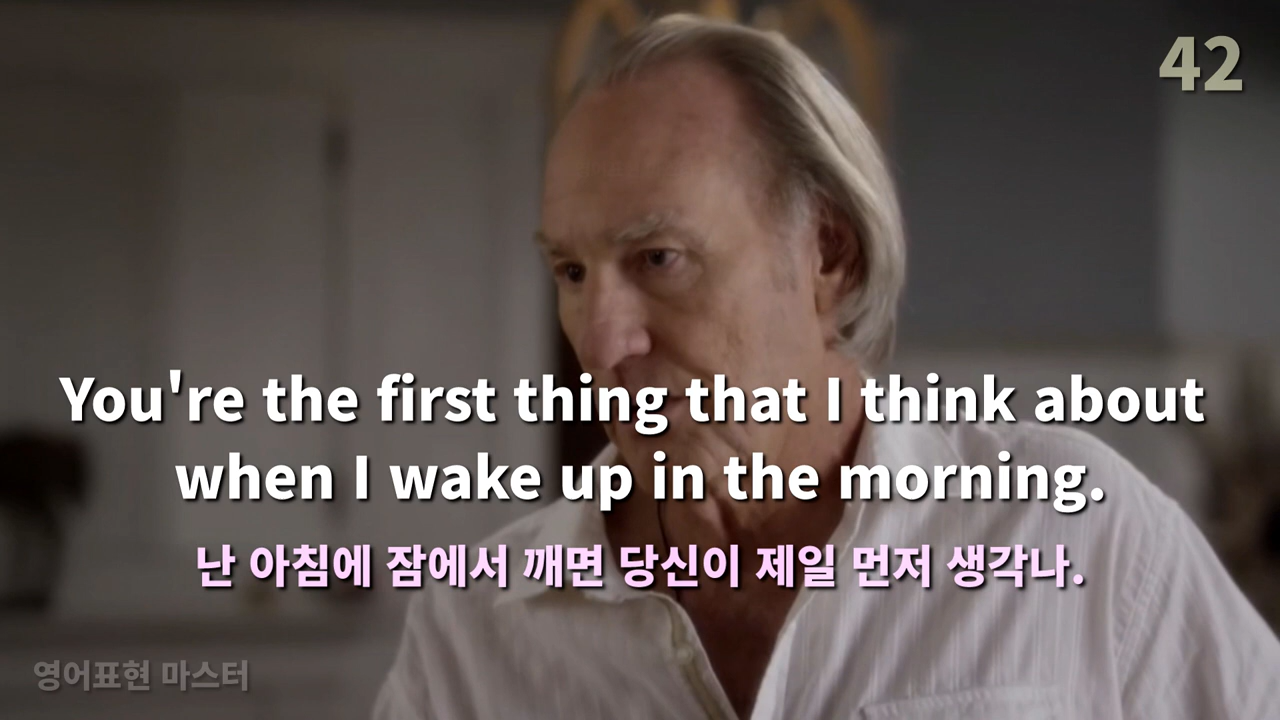 42
You're the first thing that I think about
when I wake up in the morning.
난 아침에 잠에서 깨면 당신이 제일 먼저 생각나.
영어표현 마스터